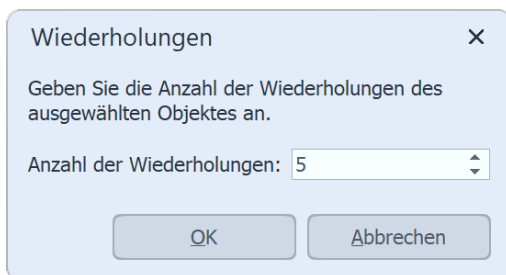 Wiederholungen
Geben Sie die Anzahl der Wiederholungen des
ausgewählten Objektes an.
Anzahl der Wiederholungen: 5
OK Abbrechen